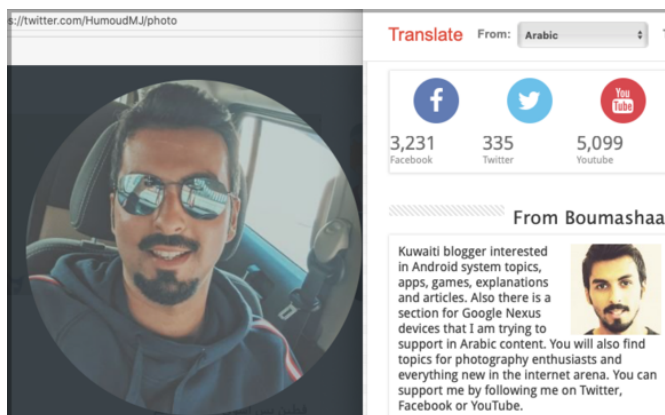 s://twitter.com/HumoudMJ/photo
Translate From: Arabic
You
Tube
3,231 335 5,099
Facebook Twitter Youtube
From Boumashaa
Kuwaiti blogger interested
in Android system topics,
apps, games, explanations
and articles. Also there is a
section for Google Nexus
devices that I am trying to
support in Arabic content. You will also find
topics for photography enthusiasts and
everything new in the internet arena. You can
support me by following me on Twitter,
Facebook or YouTube.